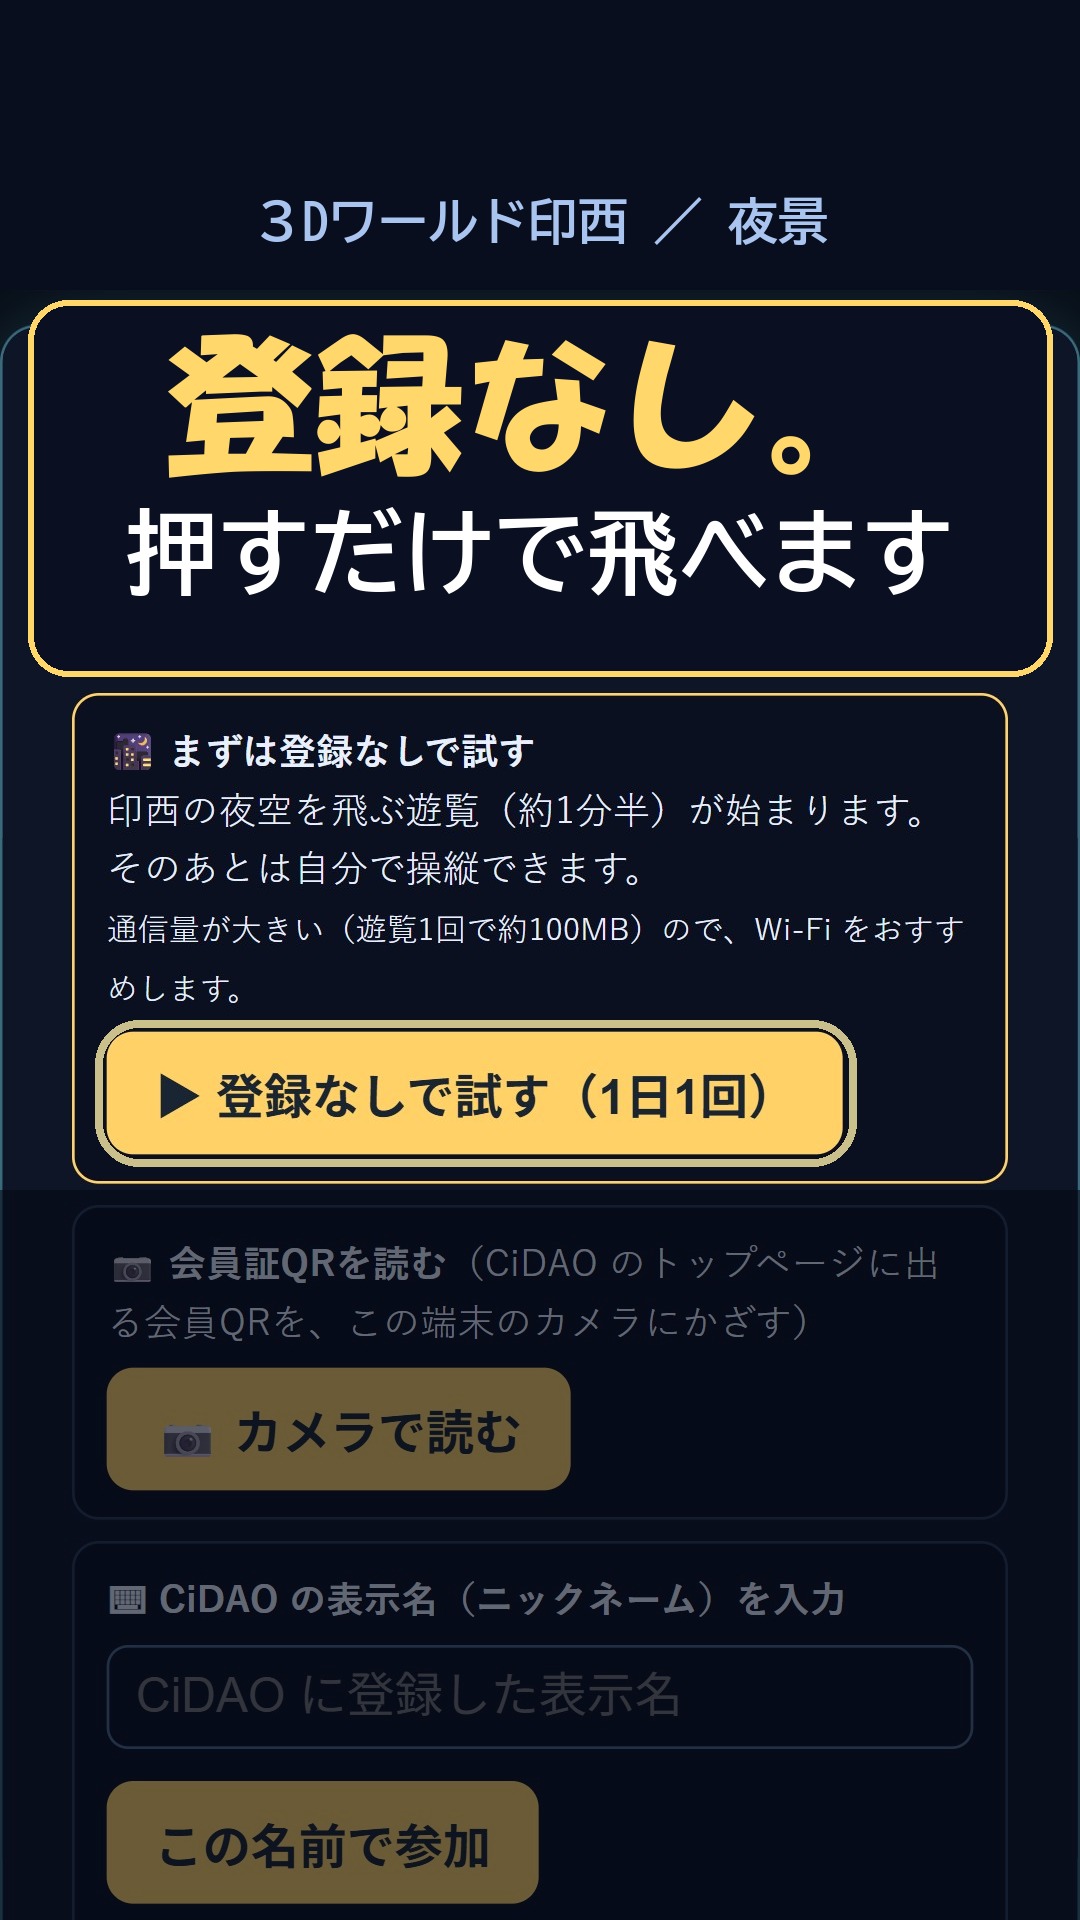 ３Dワールド印西 ／ 夜景
登録なし。
押すだけで飛べます
まずは登録なしで試す
印西の夜空を飛ぶ遊覧（約1分半）が始まります。
そのあとは自分で操縦できます。
通信量が大きい（遊覧1回で約100MB）ので、Wi-Fi をおすす
めします。
▶ 登録なしで試す（1日1回）
会員証QRを読む（CiDAO のトップページに出
る会員QRを、この端末のカメラにかざす）
カメラで読む
CiDAO の表示名（ニックネーム）を入力
CiDAO に登録した表示名
この名前で参加